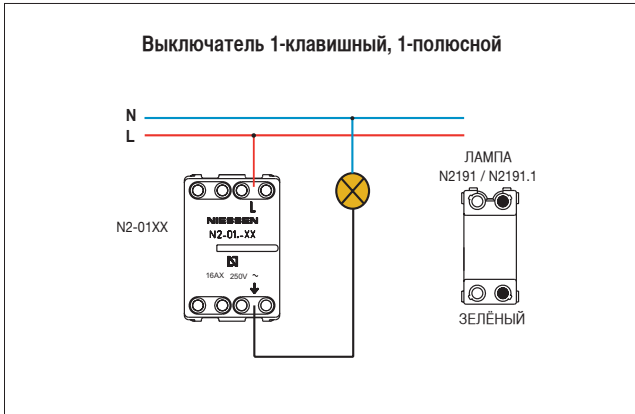 Выключатель 1-клавишный, 1-полюсной
N
L
ЛАМПА
N2191 / N2191.1
N2-01XX
L
NIESSEN
N2-01.-XX
16AX 250V ~
ЗЕЛЁНЫЙ